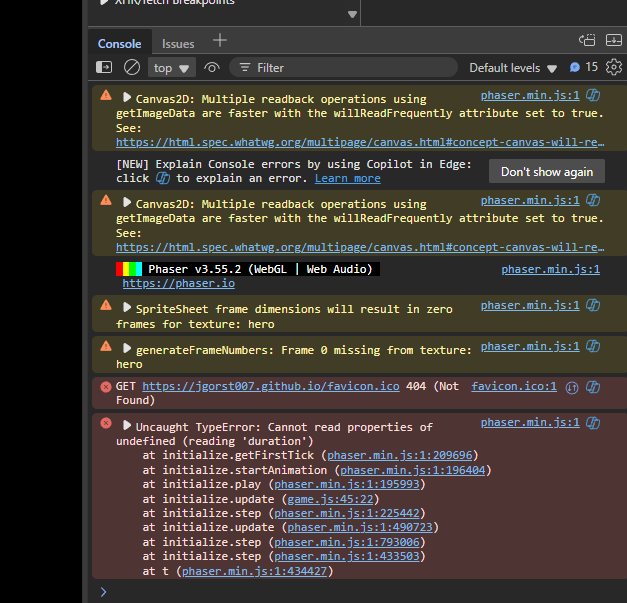 XHR/fetch Breakpoints
Console
Issues
top
Filter
Default levels
15
Canvas2D: Multiple readback operations using phaser.min.js:1
getImageData are faster with the willReadFrequently attribute set to true.
See:
https://html.spec.whatwg.org/multipage/canvas.html#concept-canvas-will-re…
[NEW] Explain Console errors by using Copilot in Edge:
click to explain an error. Learn more
Don't show again
Canvas2D: Multiple readback operations using phaser.min.js:1
getImageData are faster with the willReadFrequently attribute set to true.
See:
https://html.spec.whatwg.org/multipage/canvas.html#concept-canvas-will-re…
Phaser v3.55.2 (WebGL | Web Audio) phaser.min.js:1
https://phaser.io
SpriteSheet frame dimensions will result in zero phaser.min.js:1
frames for texture: hero
generateFrameNumbers: Frame 0 missing from texture: phaser.min.js:1
hero
GET https://jgorst007.github.io/favicon.ico 404 (Not favicon.ico:1
Found)
Uncaught TypeError: Cannot read properties of phaser.min.js:1
undefined (reading 'duration')
at initialize.getFirstTick (phaser.min.js:1:209696)
at initialize.startAnimation (phaser.min.js:1:196404)
at initialize.play (phaser.min.js:1:195993)
at initialize.update (game.js:45:22)
at initialize.step (phaser.min.js:1:225442)
at initialize.update (phaser.min.js:1:490723)
at initialize.step (phaser.min.js:1:793006)
at initialize.step (phaser.min.js:1:433503)
at t (phaser.min.js:1:434427)